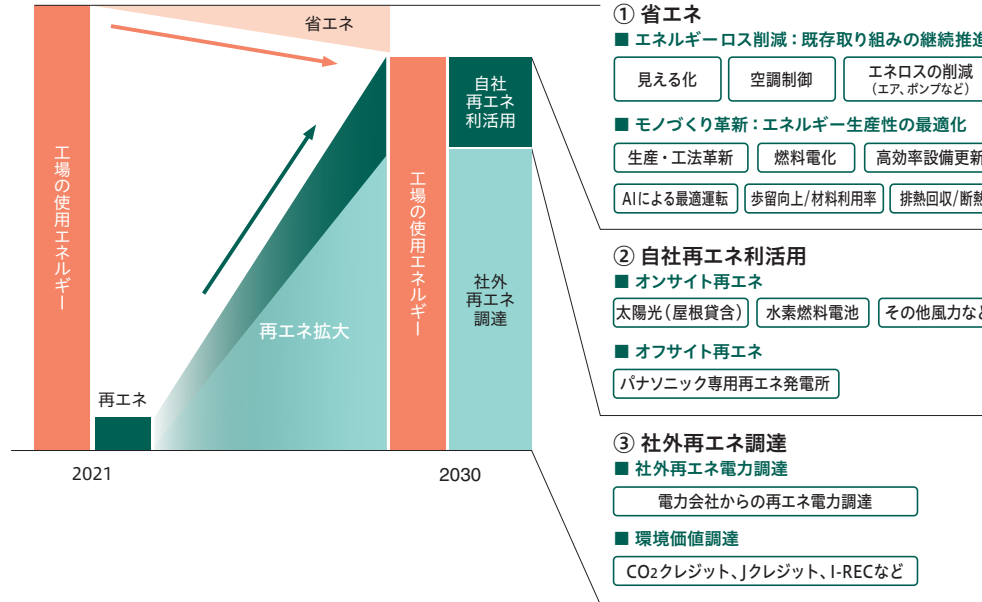 省エネ
工場の使用エネルギー
再エネ
再エネ拡大
工場の使用エネルギー
自社
再エネ
利活用
社外
再エネ
調達
2021
2030
① 省エネ
■ エネルギーロス削減：既存取り組みの継続推進
見える化
空調制御
エネロスの削減
（エア、ポンプなど）
■ モノづくり革新：エネルギー生産性の最適化
生産・工法革新
燃料電化
高効率設備更新
AIによる最適運転
歩留向上/材料利用率
排熱回収/断熱
② 自社再エネ利活用
■ オンサイト再エネ
太陽光（屋根貸含）
水素燃料電池
その他風力など
■ オフサイト再エネ
パナソニック専用再エネ発電所
③ 社外再エネ調達
■ 社外再エネ電力調達
電力会社からの再エネ電力調達
■ 環境価値調達
CO2クレジット、Jクレジット、I-RECなど